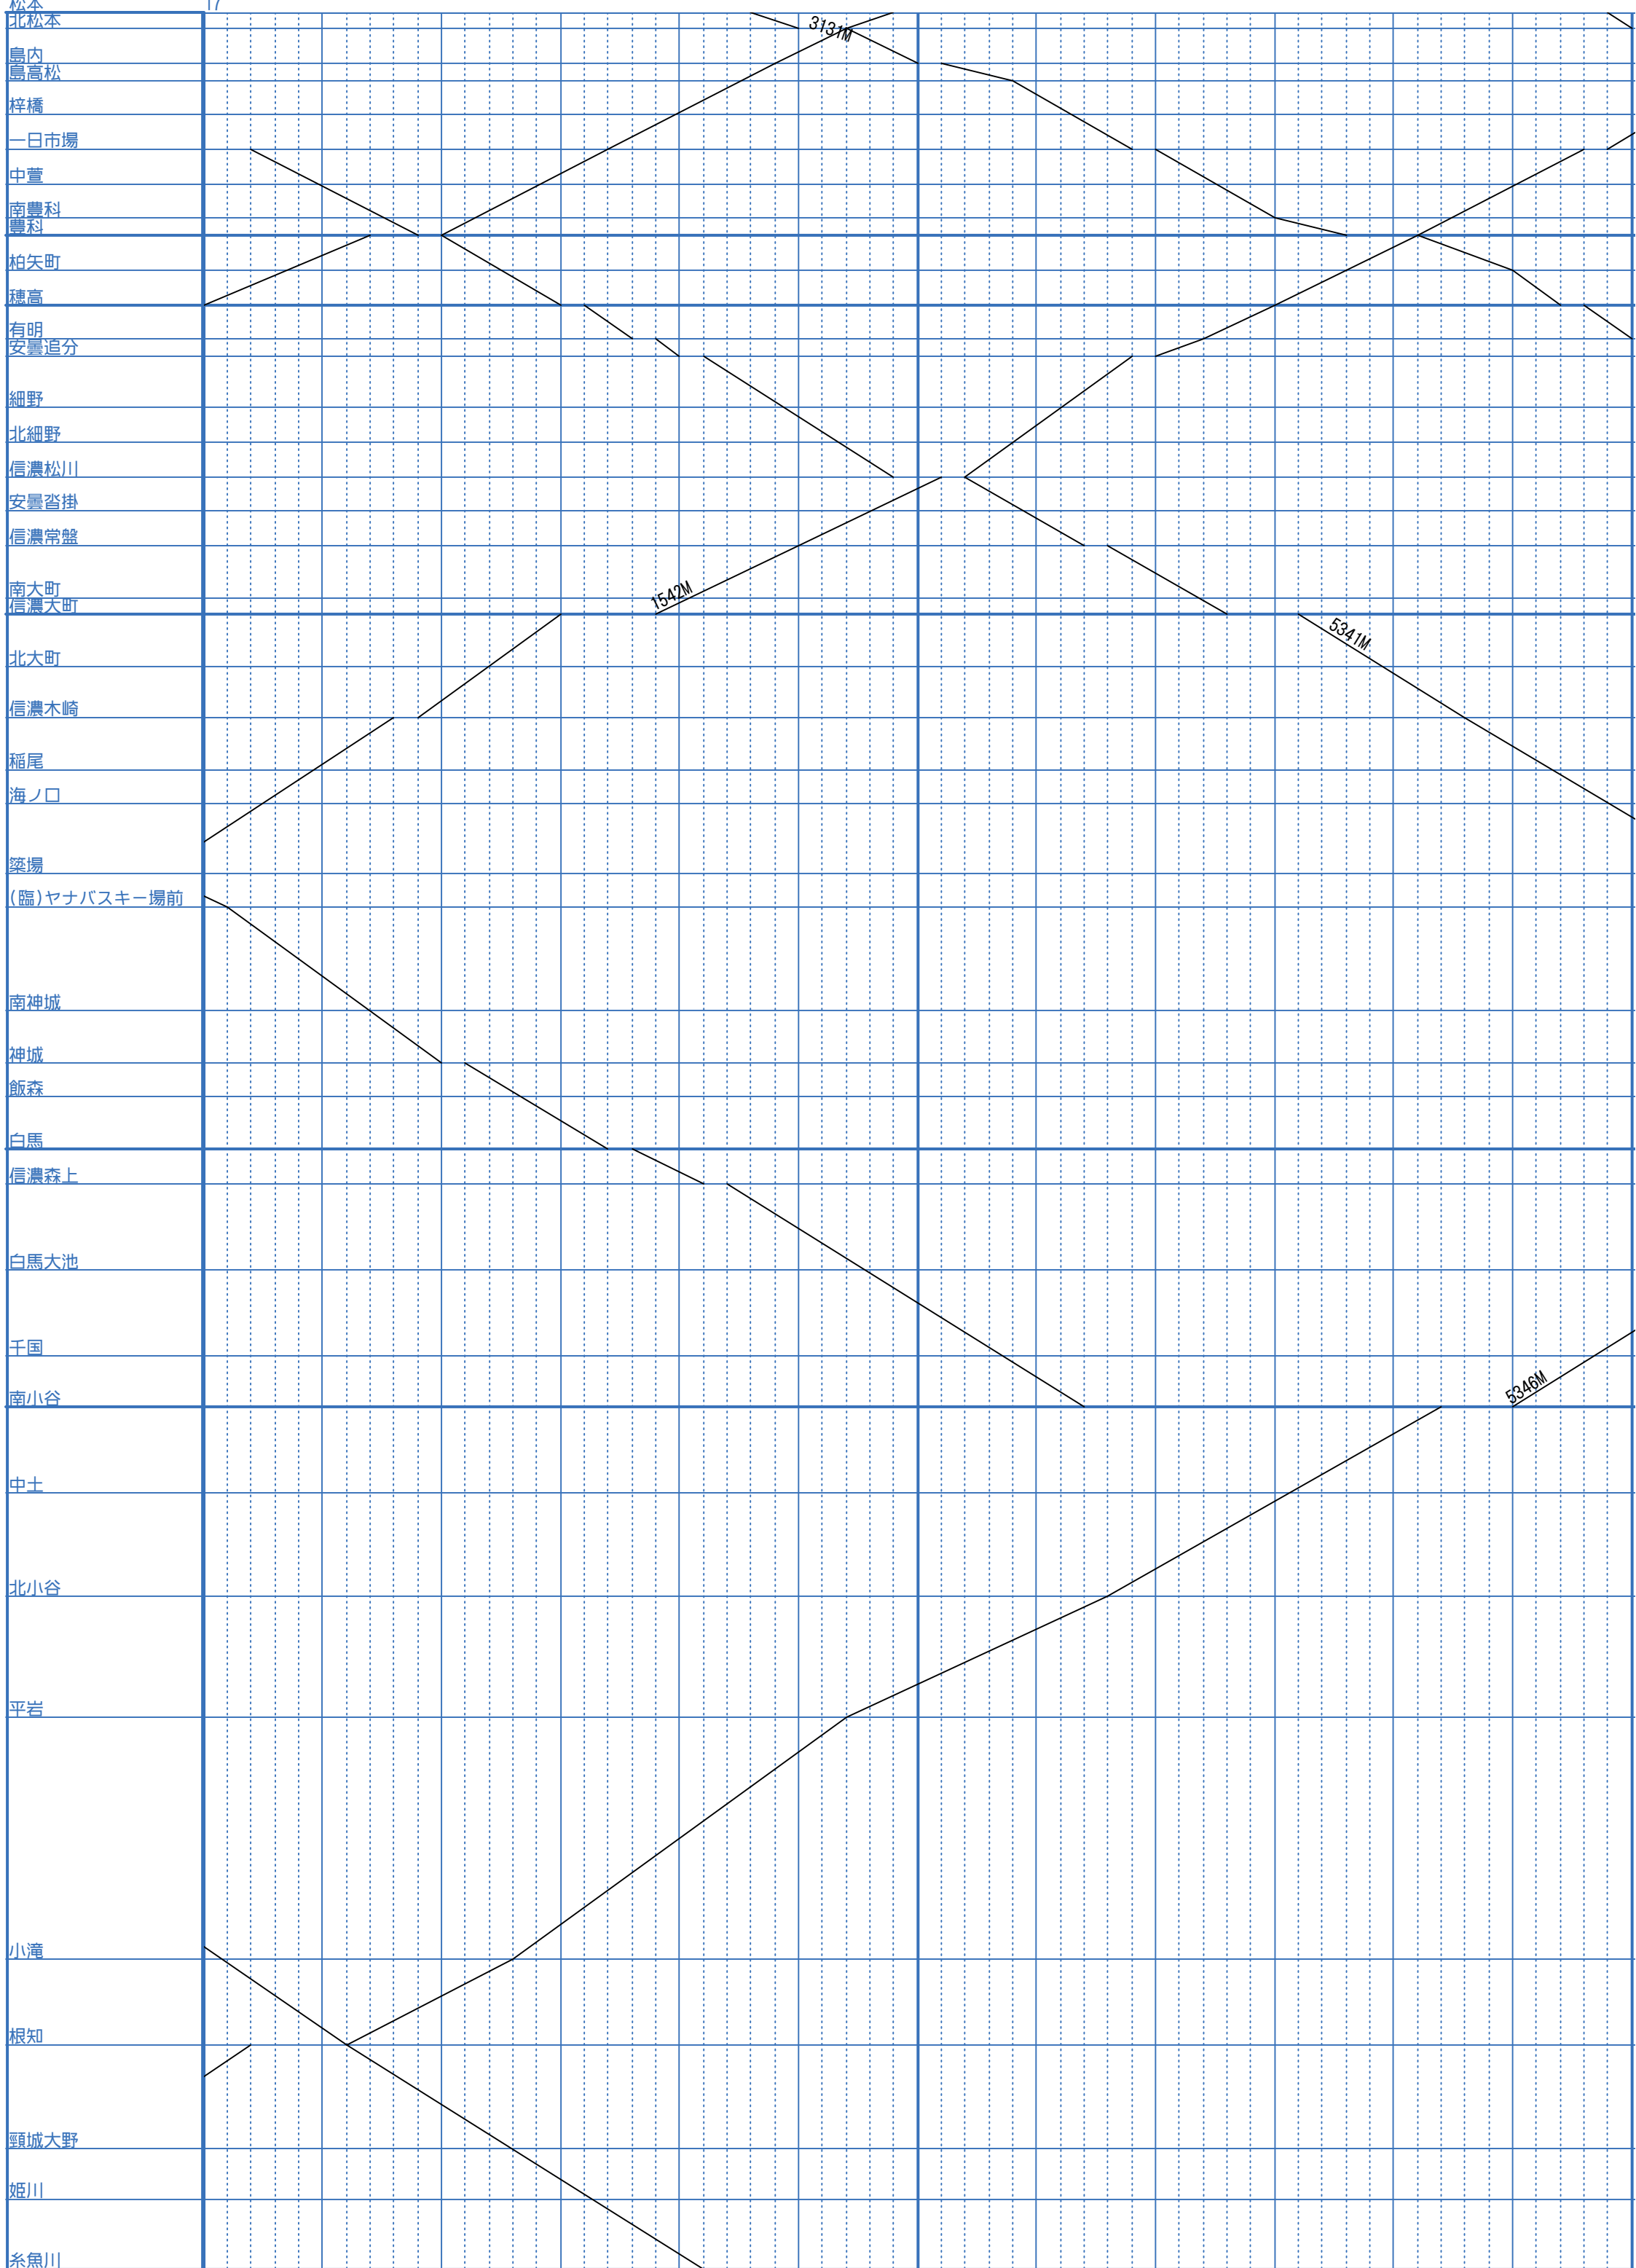 松本
17
北松本
3131M
島内
島高松
梓橋
一日市場
中萱
南豊科
豊科
柏矢町
穂高
有明
安曇追分
細野
北細野
信濃松川
安曇沓掛
信濃常盤
1542M
南大町
信濃大町
5341M
北大町
信濃木崎
稲尾
海ノ口
簗場
(臨)ヤナバスキー場前
南神城
神城
飯森
白馬
信濃森上
白馬大池
千国
5346M
南小谷
中土
北小谷
平岩
小滝
根知
頸城大野
姫川
糸魚川